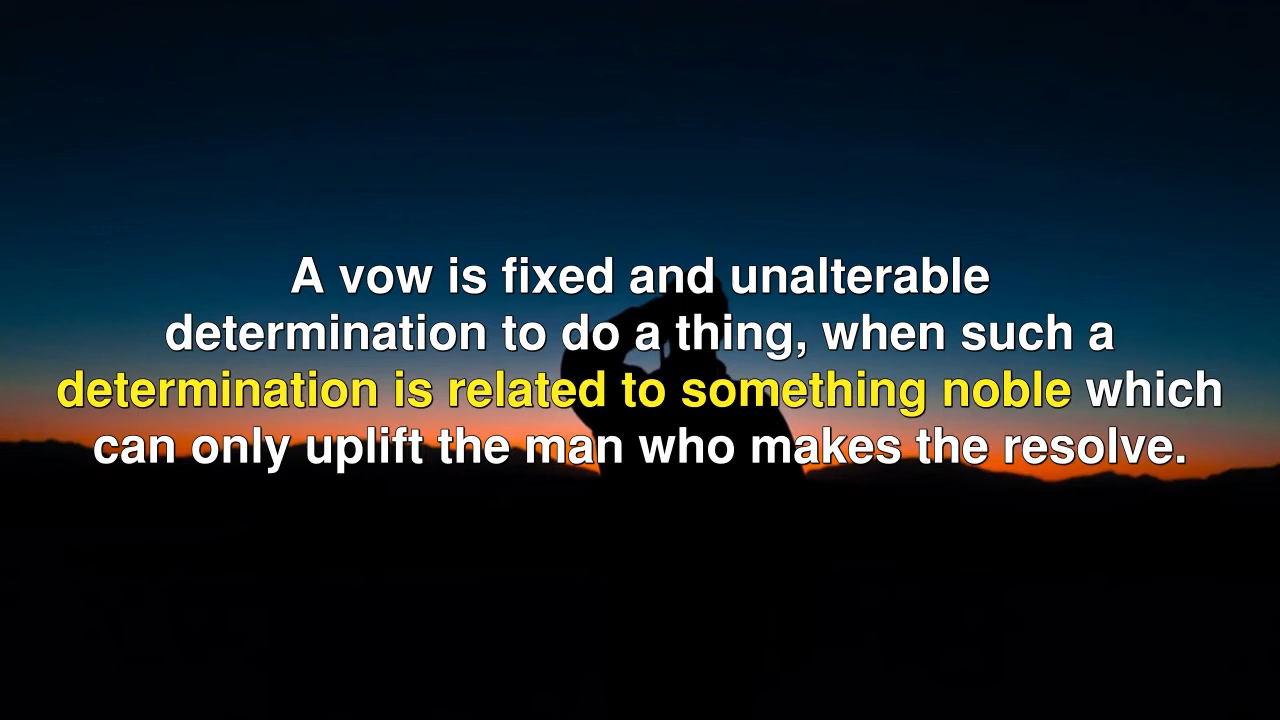 A vow is fixed and unalterable
determination to do a thing, when such a
determination is related to something noble which
can only uplift the man who makes the resolve.